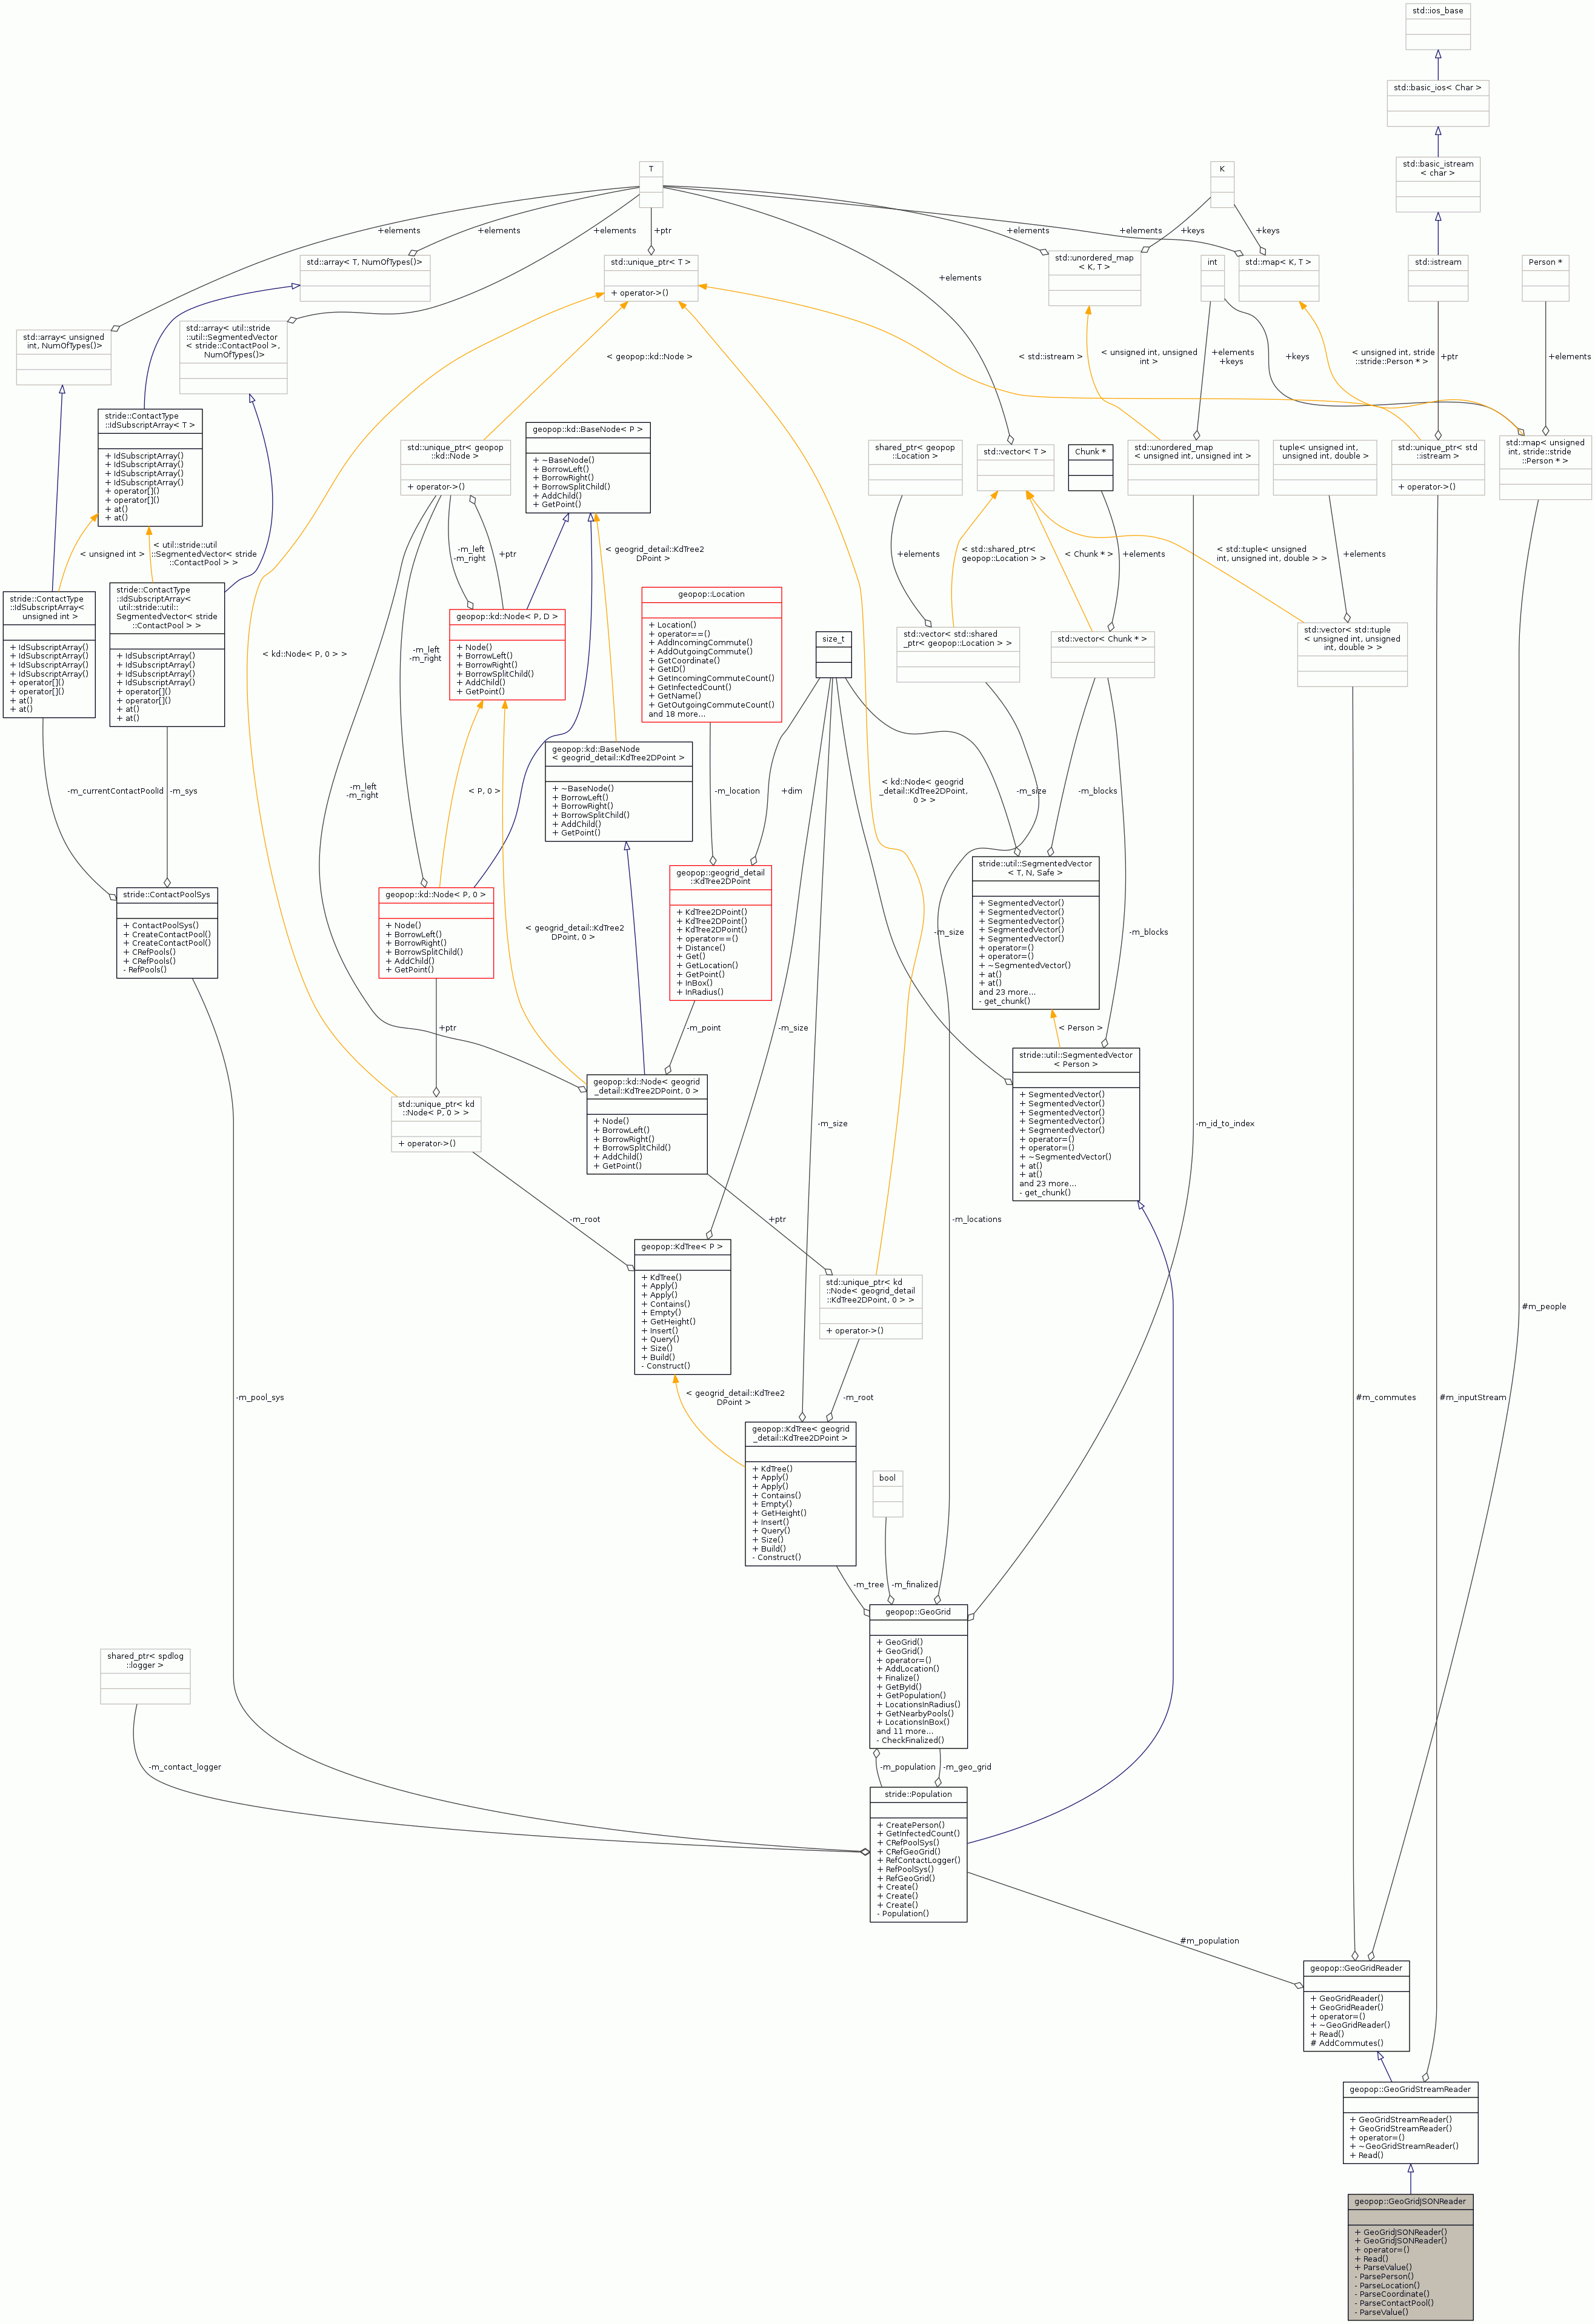 std::ios_base
std::basic_ios< Char >
std::basic_istream
< char >
T
K
+elements
+elements
+elements
+ptr
+elements
+elements
+keys
+keys
std::array< T, NumOfTypes()>
std::unique_ptr< T >
+ operator->()
std::unordered_map
< K, T >
int
std::map< K, T >
std::istream
Person *
+elements
std::array< unsigned
int, NumOfTypes()>
std::array< util::stride
::util::SegmentedVector
< stride::ContactPool >,
NumOfTypes()>
< geopop::kd::Node >
< std::istream >
< unsigned int, unsigned
int >
+elements
+keys
+keys
< unsigned int, stride
::stride::Person * >
+ptr
+elements
stride::ContactType
::IdSubscriptArray< T >
+ IdSubscriptArray()
+ IdSubscriptArray()
+ IdSubscriptArray()
+ IdSubscriptArray()
+ operator[]()
+ operator[]()
+ at()
+ at()
std::unique_ptr< geopop
::kd::Node >
+ operator->()
geopop::kd::BaseNode< P >
+ ~BaseNode()
+ BorrowLeft()
+ BorrowRight()
+ BorrowSplitChild()
+ AddChild()
+ GetPoint()
shared_ptr< geopop
::Location >
std::vector< T >
Chunk *
std::unordered_map
< unsigned int, unsigned int >
tuple< unsigned int,
unsigned int, double >
std::unique_ptr< std
::istream >
+ operator->()
std::map< unsigned
int, stride::stride
::Person * >
< unsigned int >
< util::stride::util
::SegmentedVector< stride
::ContactPool > >
-m_left
-m_right
+ptr
< geogrid_detail::KdTree2
DPoint >
+elements
< std::shared_ptr<
geopop::Location > >
< Chunk * >
+elements
< std::tuple< unsigned
int, unsigned int, double > >
+elements
stride::ContactType
::IdSubscriptArray<
unsigned int >
+ IdSubscriptArray()
+ IdSubscriptArray()
+ IdSubscriptArray()
+ IdSubscriptArray()
+ operator[]()
+ operator[]()
+ at()
+ at()
stride::ContactType
::IdSubscriptArray<
util::stride::util::
SegmentedVector< stride
::ContactPool > >
+ IdSubscriptArray()
+ IdSubscriptArray()
+ IdSubscriptArray()
+ IdSubscriptArray()
+ operator[]()
+ operator[]()
+ at()
+ at()
< kd::Node< P, 0 > >
-m_left
-m_right
geopop::kd::Node< P, D >
+ Node()
+ BorrowLeft()
+ BorrowRight()
+ BorrowSplitChild()
+ AddChild()
+ GetPoint()
geopop::Location
+ Location()
+ operator==()
+ AddIncomingCommute()
+ AddOutgoingCommute()
+ GetCoordinate()
+ GetID()
+ GetIncomingCommuteCount()
+ GetInfectedCount()
+ GetName()
+ GetOutgoingCommuteCount()
and 18 more...
size_t
std::vector< std::shared
_ptr< geopop::Location > >
std::vector< Chunk * >
std::vector< std::tuple
< unsigned int, unsigned
int, double > >
geopop::kd::BaseNode
< geogrid_detail::KdTree2DPoint >
+ ~BaseNode()
+ BorrowLeft()
+ BorrowRight()
+ BorrowSplitChild()
+ AddChild()
+ GetPoint()
-m_currentContactPoolId
-m_sys
-m_left
-m_right
< P, 0 >
-m_location
+dim
< kd::Node< geogrid
_detail::KdTree2DPoint,
0 > >
-m_size
-m_blocks
stride::ContactPoolSys
+ ContactPoolSys()
+ CreateContactPool()
+ CreateContactPool()
+ CRefPools()
+ CRefPools()
- RefPools()
geopop::kd::Node< P, 0 >
+ Node()
+ BorrowLeft()
+ BorrowRight()
+ BorrowSplitChild()
+ AddChild()
+ GetPoint()
< geogrid_detail::KdTree2
DPoint, 0 >
geopop::geogrid_detail
::KdTree2DPoint
+ KdTree2DPoint()
+ KdTree2DPoint()
+ KdTree2DPoint()
+ operator==()
+ Distance()
+ Get()
+ GetLocation()
+ GetPoint()
+ InBox()
+ InRadius()
-m_size
stride::util::SegmentedVector
< T, N, Safe >
+ SegmentedVector()
+ SegmentedVector()
+ SegmentedVector()
+ SegmentedVector()
+ SegmentedVector()
+ operator=()
+ operator=()
+ ~SegmentedVector()
+ at()
+ at()
and 23 more...
- get_chunk()
-m_blocks
+ptr
-m_point
-m_size
< Person >
std::unique_ptr< kd
::Node< P, 0 > >
+ operator->()
geopop::kd::Node< geogrid
_detail::KdTree2DPoint, 0 >
+ Node()
+ BorrowLeft()
+ BorrowRight()
+ BorrowSplitChild()
+ AddChild()
+ GetPoint()
-m_size
stride::util::SegmentedVector
< Person >
+ SegmentedVector()
+ SegmentedVector()
+ SegmentedVector()
+ SegmentedVector()
+ SegmentedVector()
+ operator=()
+ operator=()
+ ~SegmentedVector()
+ at()
+ at()
and 23 more...
- get_chunk()
-m_id_to_index
-m_root
+ptr
-m_locations
geopop::KdTree< P >
+ KdTree()
+ Apply()
+ Apply()
+ Contains()
+ Empty()
+ GetHeight()
+ Insert()
+ Query()
+ Size()
+ Build()
- Construct()
std::unique_ptr< kd
::Node< geogrid_detail
::KdTree2DPoint, 0 > >
+ operator->()
#m_people
-m_pool_sys
< geogrid_detail::KdTree2
DPoint >
-m_root
#m_commutes
#m_inputStream
geopop::KdTree< geogrid
_detail::KdTree2DPoint >
+ KdTree()
+ Apply()
+ Apply()
+ Contains()
+ Empty()
+ GetHeight()
+ Insert()
+ Query()
+ Size()
+ Build()
- Construct()
bool
-m_tree
-m_finalized
geopop::GeoGrid
+ GeoGrid()
+ GeoGrid()
+ operator=()
+ AddLocation()
+ Finalize()
+ GetById()
+ GetPopulation()
+ LocationsInRadius()
+ GetNearbyPools()
+ LocationsInBox()
and 11 more...
- CheckFinalized()
shared_ptr< spdlog
::logger >
-m_contact_logger
-m_population
-m_geo_grid
stride::Population
+ CreatePerson()
+ GetInfectedCount()
+ CRefPoolSys()
+ CRefGeoGrid()
+ RefContactLogger()
+ RefPoolSys()
+ RefGeoGrid()
+ Create()
+ Create()
+ Create()
- Population()
#m_population
geopop::GeoGridReader
+ GeoGridReader()
+ GeoGridReader()
+ operator=()
+ ~GeoGridReader()
+ Read()
# AddCommutes()
geopop::GeoGridStreamReader
+ GeoGridStreamReader()
+ GeoGridStreamReader()
+ operator=()
+ ~GeoGridStreamReader()
+ Read()
geopop::GeoGridJSONReader
+ GeoGridJSONReader()
+ GeoGridJSONReader()
+ operator=()
+ Read()
+ ParseValue()
- ParsePerson()
- ParseLocation()
- ParseCoordinate()
- ParseContactPool()
- ParseValue()